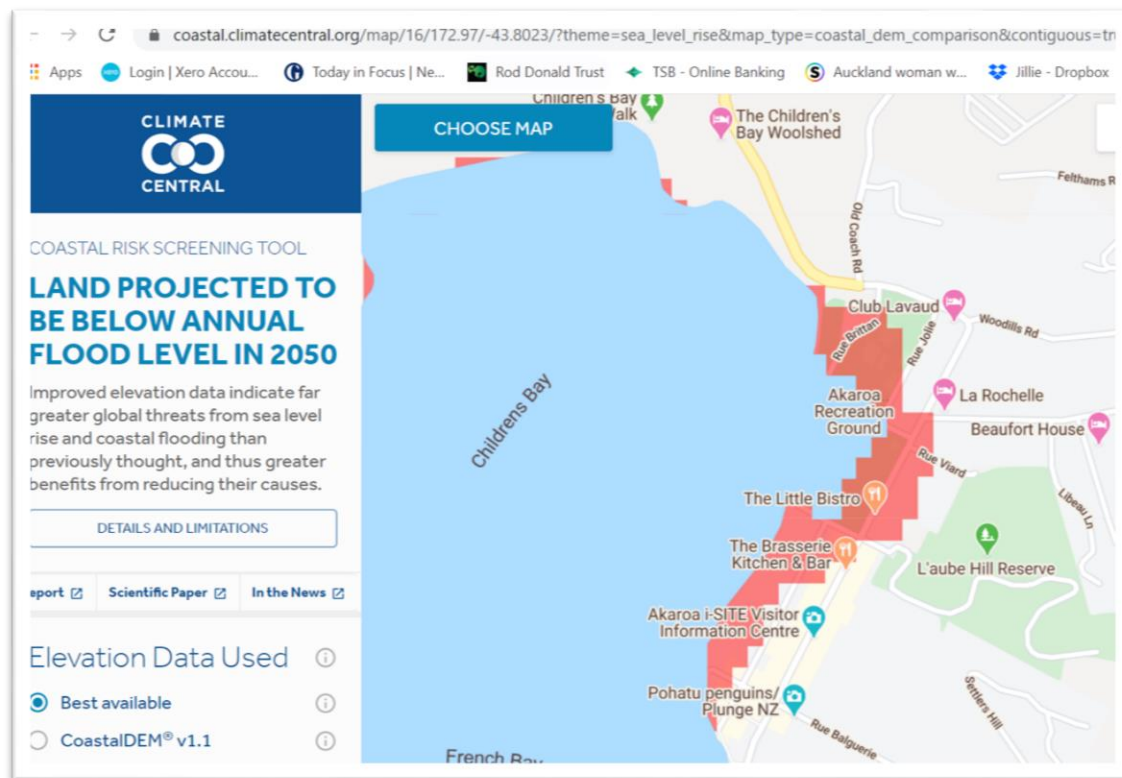 coastal.climatecentral.org/map/16/172.97/-43.8023/?theme=sea_level_rise&map_type=coastal_dem_comparison&contiguous=tr
Apps Login | Xero Accou... Today in Focus | Ne... Rod Donald Trust TSB - Online Banking Auckland woman w... Jillie - Dropbox
CLIMATE
CENTRAL
COASTAL RISK SCREENING TOOL
LAND PROJECTED TO
BE BELOW ANNUAL
FLOOD LEVEL IN 2050
Improved elevation data indicate far
greater global threats from sea level
rise and coastal flooding than
previously thought, and thus greater
benefits from reducing their causes.
DETAILS AND LIMITATIONS
eport Scientific Paper In the News
Elevation Data Used
Best available
CoastalDEM® v1.1
CHOOSE MAP
Children's Bay
alk
The Children's
Bay Woolshed
Felthams R
Old Coach Rd
Club Lavaud
Woodills Rd
Rue Brittan
Rue Jolie
Childrens Bay
Akaroa
Recreation
Ground
La Rochelle
Beaufort House
Rue Viard
Libeau Ln
The Little Bistro
The Brasserie
Kitchen & Bar
L'aube Hill Reserve
Akaroa i-SITE Visitor
Information Centre
Pohatu penguins/
Plunge NZ
Settlers Hill
Rue Balguerie
French Bay